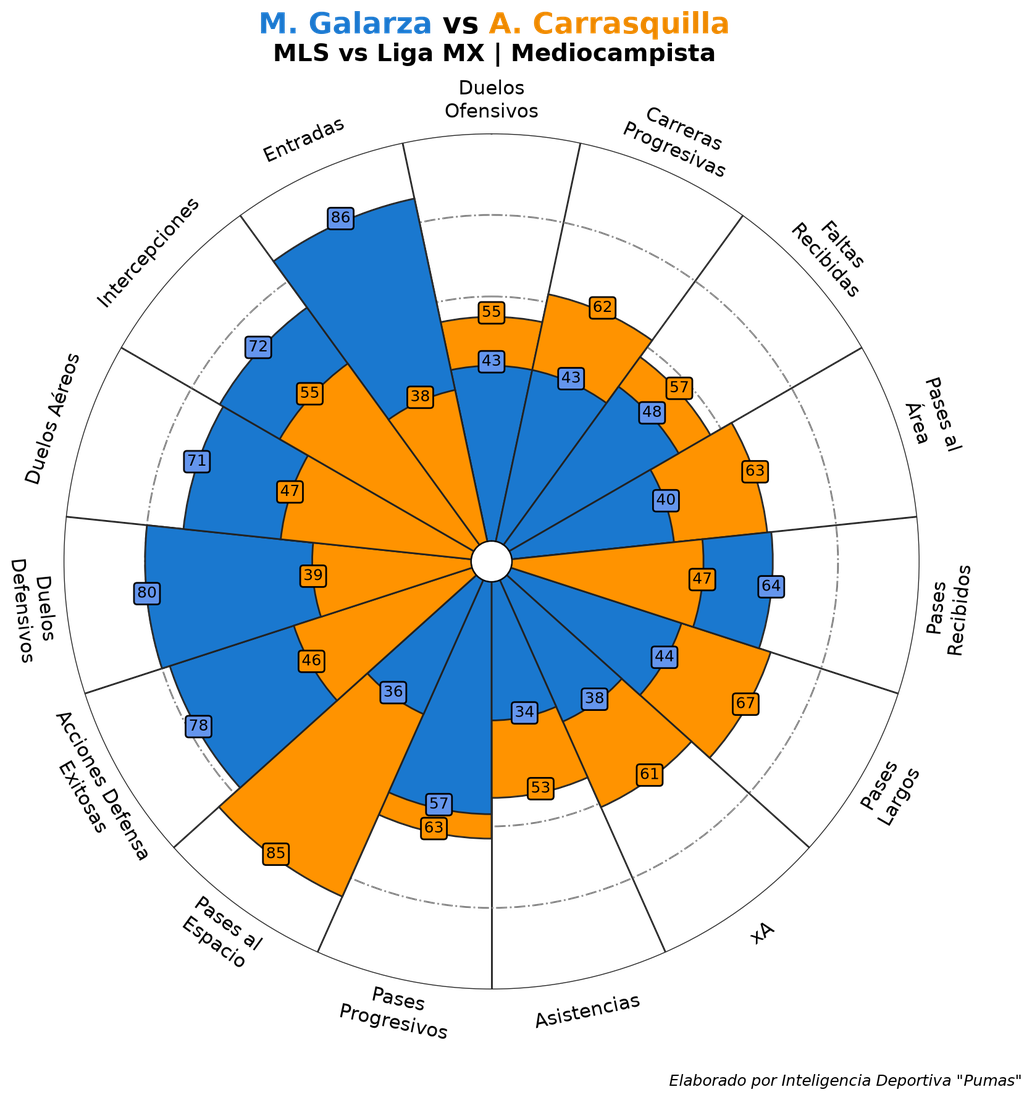 M. Galarza vs A. Carrasquilla
MLS vs Liga MX | Mediocampista
Duelos
Ofensivos
Carreras
Progresivas
Faltas
Recibidas
Pases al
Área
Pases
Recibidos
Pases
Largos
xA
Asistencias
Pases
Progresivos
Pases al
Espacio
Acciones Defensa
Exitosas
Duelos
Defensivos
Duelos Aéreos
Intercepciones
Entradas
55
43
62
43
57
48
63
40
47
64
67
44
61
38
53
34
57
63
36
85
46
78
39
80
47
71
55
72
38
86
Elaborado por Inteligencia Deportiva "Pumas"